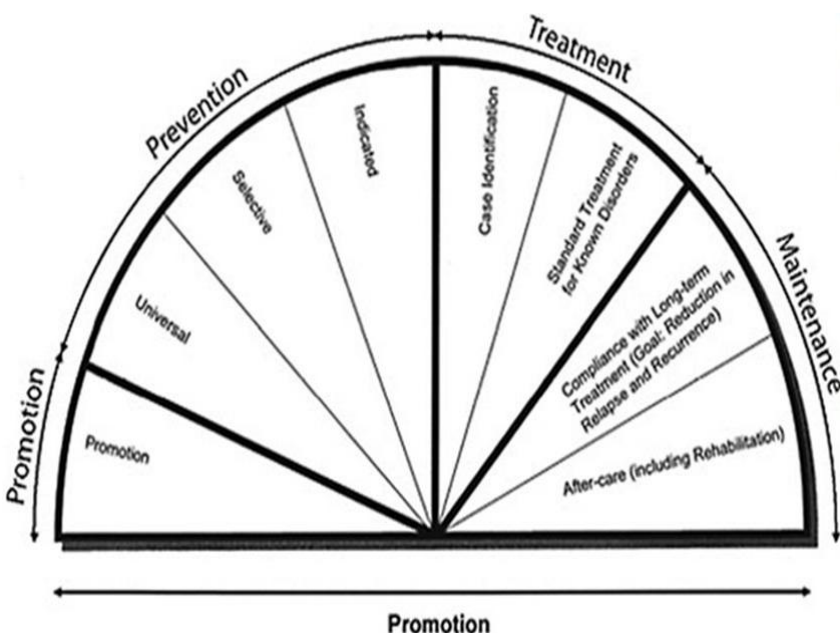 Promotion
Prevention
Treatment
Maintenance
Promotion
Universal
Selective
Indicated
Case Identification
Standard Treatment
for Known Disorders
Compliance with Long-term
Treatment (Goal: Reduction in
Relapse and Recurrence)
After-care (including Rehabilitation)
Promotion